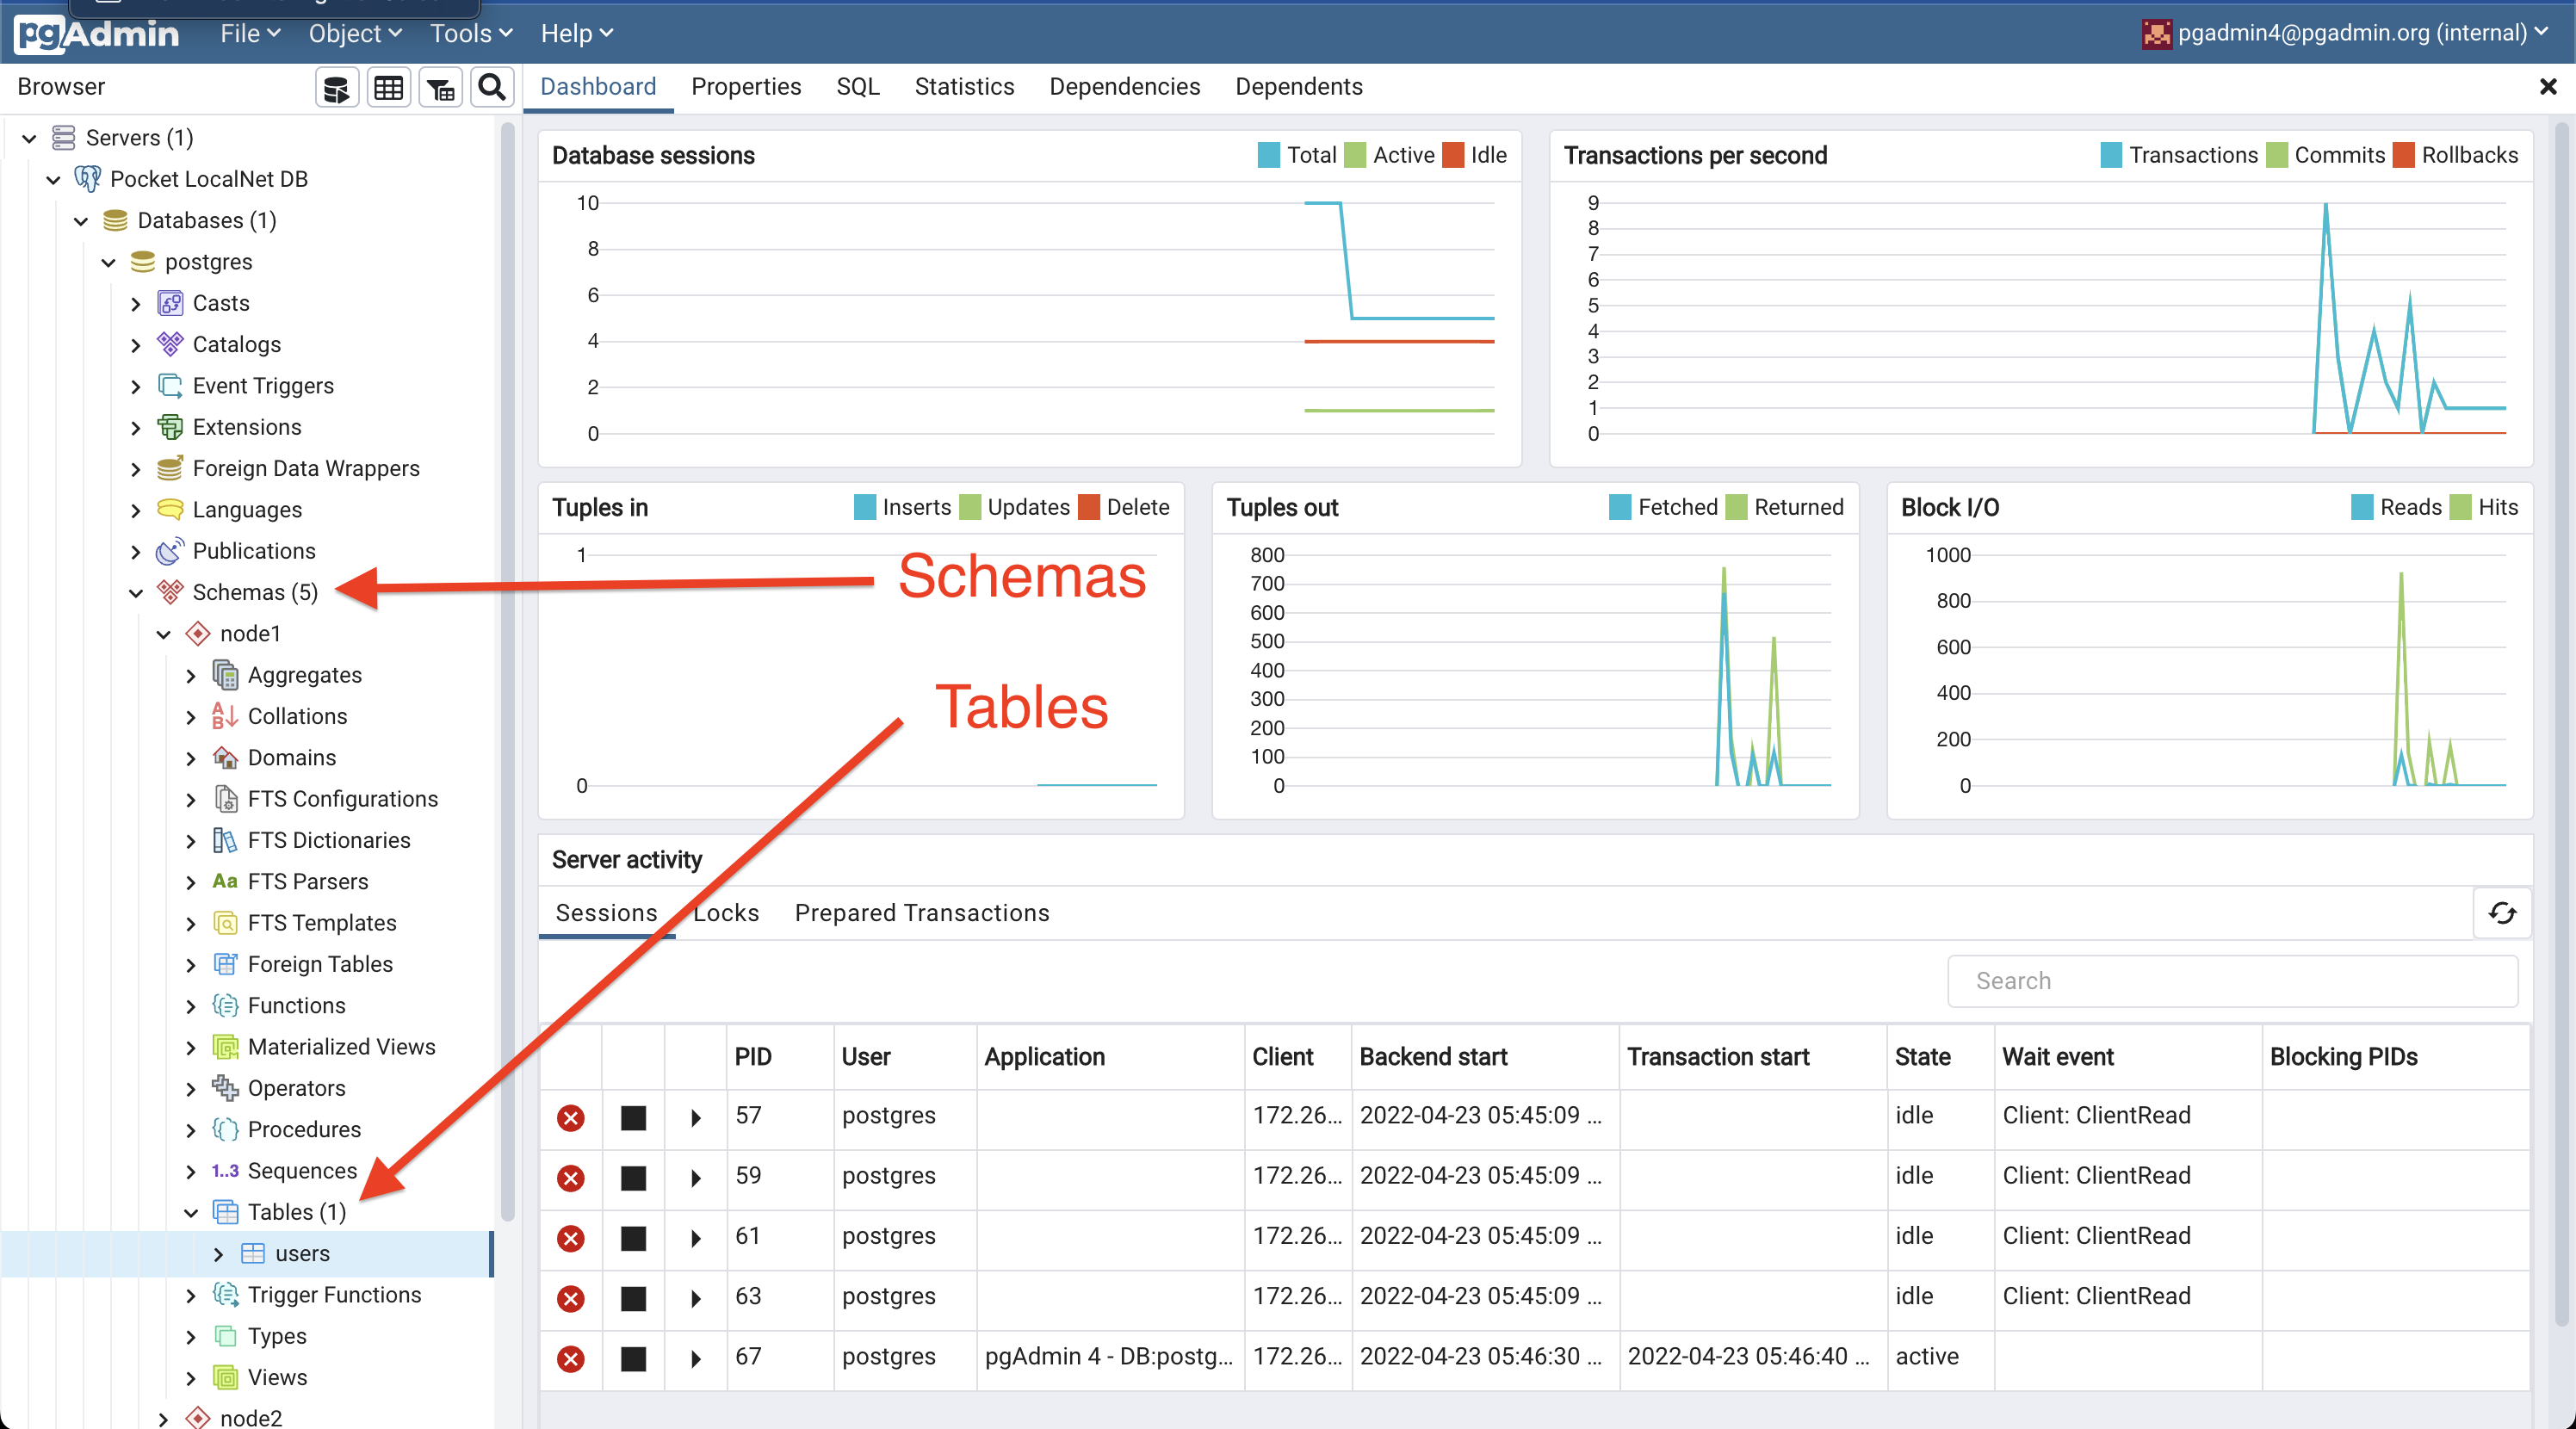 pgAdmin File Object Tools Help pgadmin4@pgadmin.org (internal)
Browser
Dashboard Properties SQL Statistics Dependencies Dependents
Servers (1)
Pocket LocalNet DB
Databases (1)
postgres
Casts
Catalogs
Event Triggers
Extensions
Foreign Data Wrappers
Languages
Publications
Schemas (5)
node1
Aggregates
Collations
Domains
FTS Configurations
FTS Dictionaries
Aa FTS Parsers
FTS Templates
Foreign Tables
Functions
Materialized Views
Operators
Procedures
1..3 Sequences
Tables (1)
users
Trigger Functions
Types
Views
node2
Database sessions Total Active Idle
10
8
6
4
2
0
Transactions per second Transactions Commits Rollbacks
9
8
7
6
5
4
3
2
1
0
Tuples in Inserts Updates Delete
1
0
Schemas
Tables
Tuples out Fetched Returned
800
700
600
500
400
300
200
100
0
Block I/O Reads Hits
1000
800
600
400
200
0
Server activity
Sessions Locks Prepared Transactions
Search
PID User Application Client Backend start Transaction start State Wait event Blocking PIDs
57 postgres 172.26... 2022-04-23 05:45:09 ... idle Client: ClientRead
59 postgres 172.26... 2022-04-23 05:45:09 ... idle Client: ClientRead
61 postgres 172.26... 2022-04-23 05:45:09 ... idle Client: ClientRead
63 postgres 172.26... 2022-04-23 05:45:09 ... idle Client: ClientRead
67 postgres pgAdmin 4 - DB:postg... 172.26... 2022-04-23 05:46:30 ... 2022-04-23 05:46:40 ... active